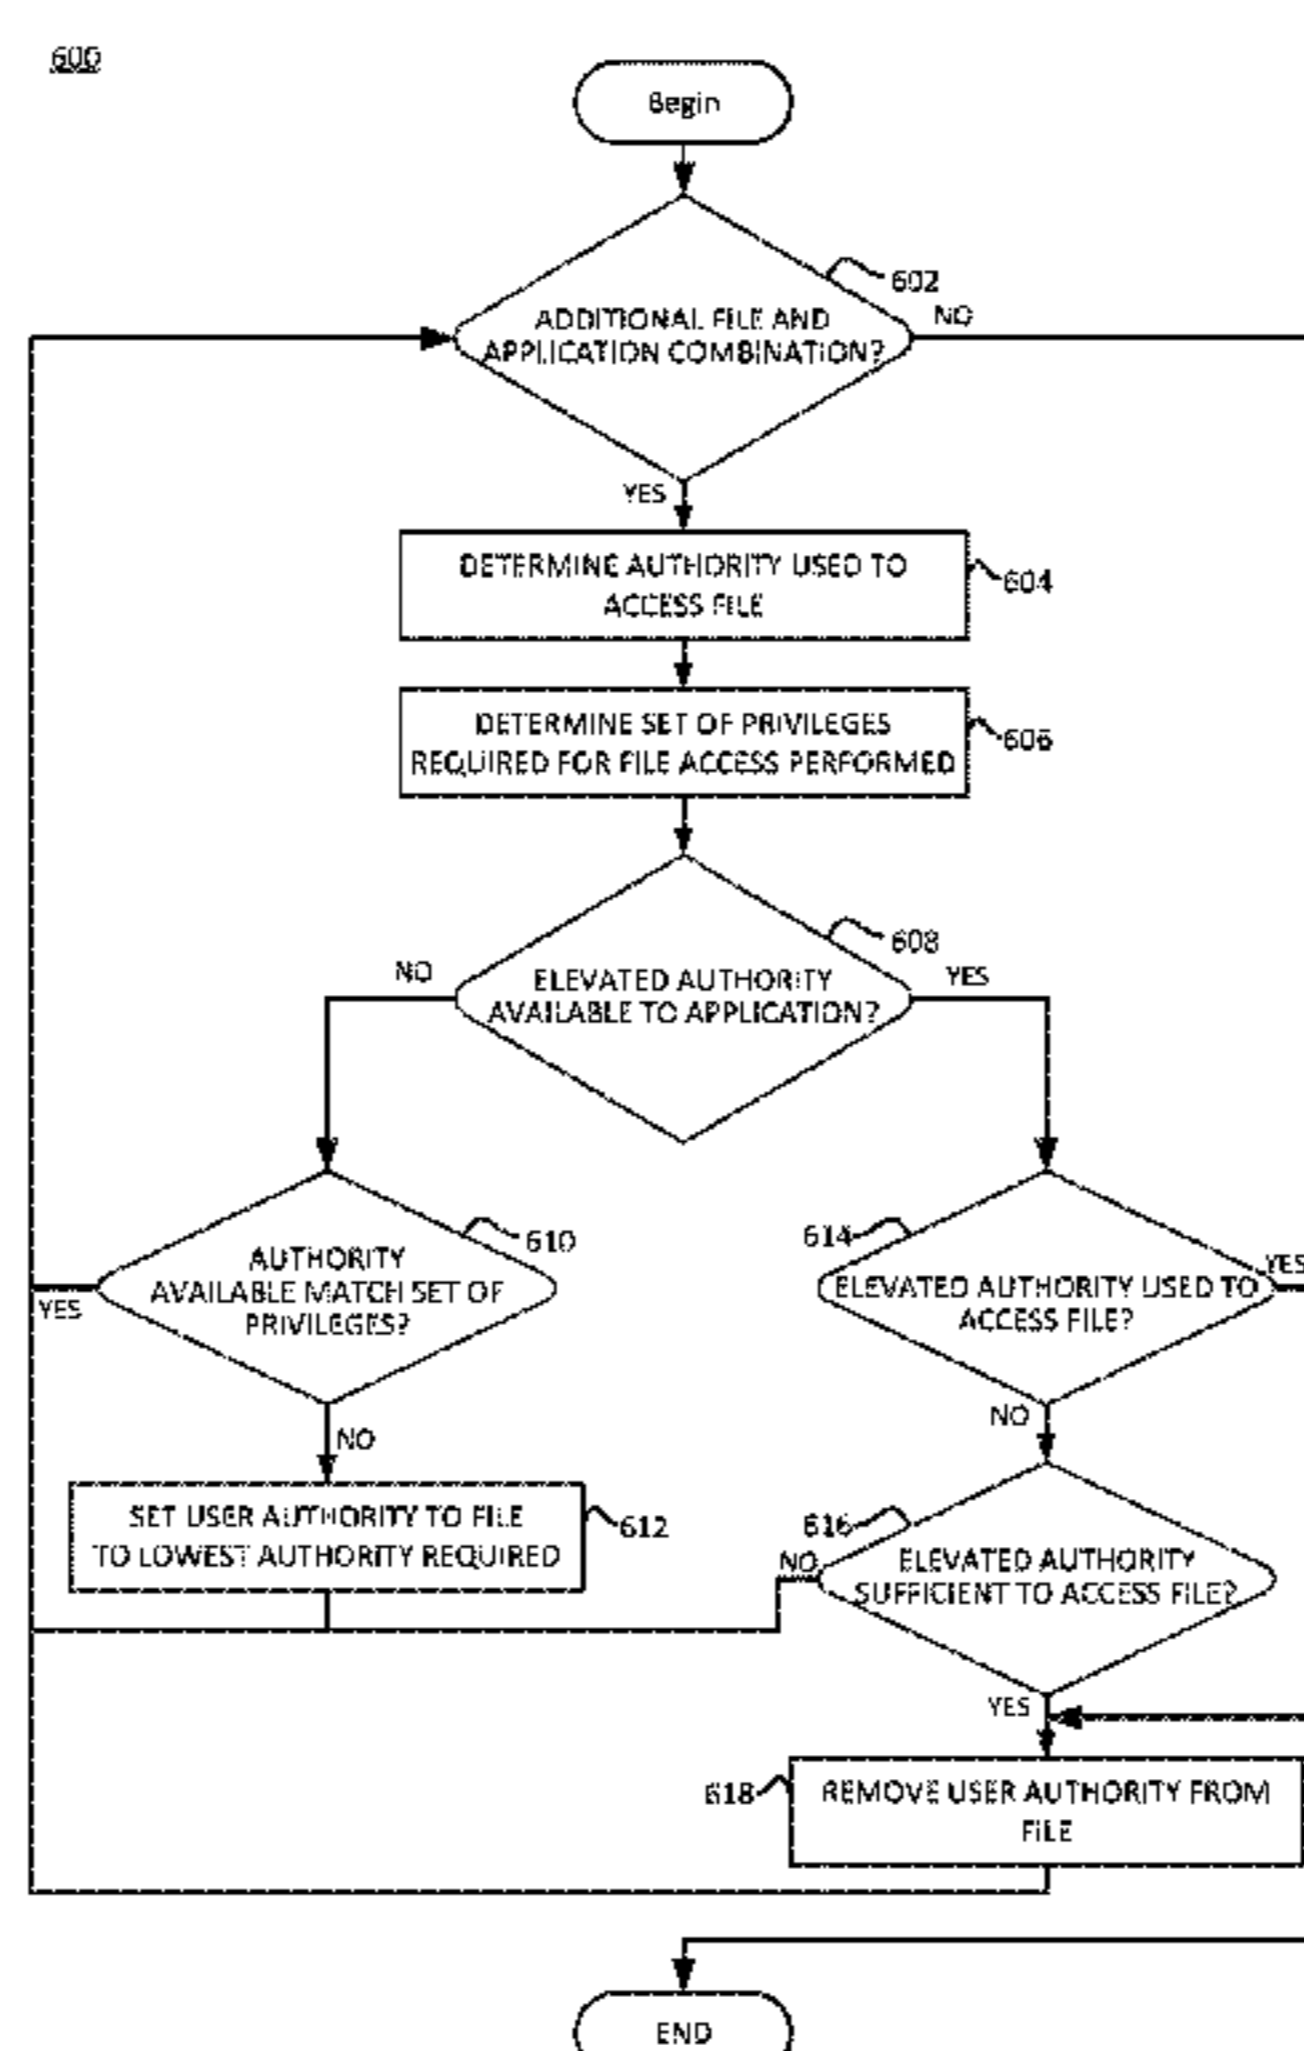 600
Begin
602
ADDITIONAL FILE AND
APPLICATION COMBINATION?
NO
YES
DETERMINE AUTHORITY USED TO
ACCESS FILE
604
DETERMINE SET OF PRIVILEGES
REQUIRED FOR FILE ACCESS PERFORMED
606
608
NO
ELEVATED AUTHORITY
AVAILABLE TO APPLICATION?
YES
610
AUTHORITY
AVAILABLE MATCH SET OF
PRIVILEGES?
YES
NO
614
ELEVATED AUTHORITY USED TO
ACCESS FILE?
YES
NO
SET USER AUTHORITY TO FILE
TO LOWEST AUTHORITY REQUIRED
612
616
NO
ELEVATED AUTHORITY
SUFFICIENT TO ACCESS FILE?
YES
618
REMOVE USER AUTHORITY FROM
FILE
END